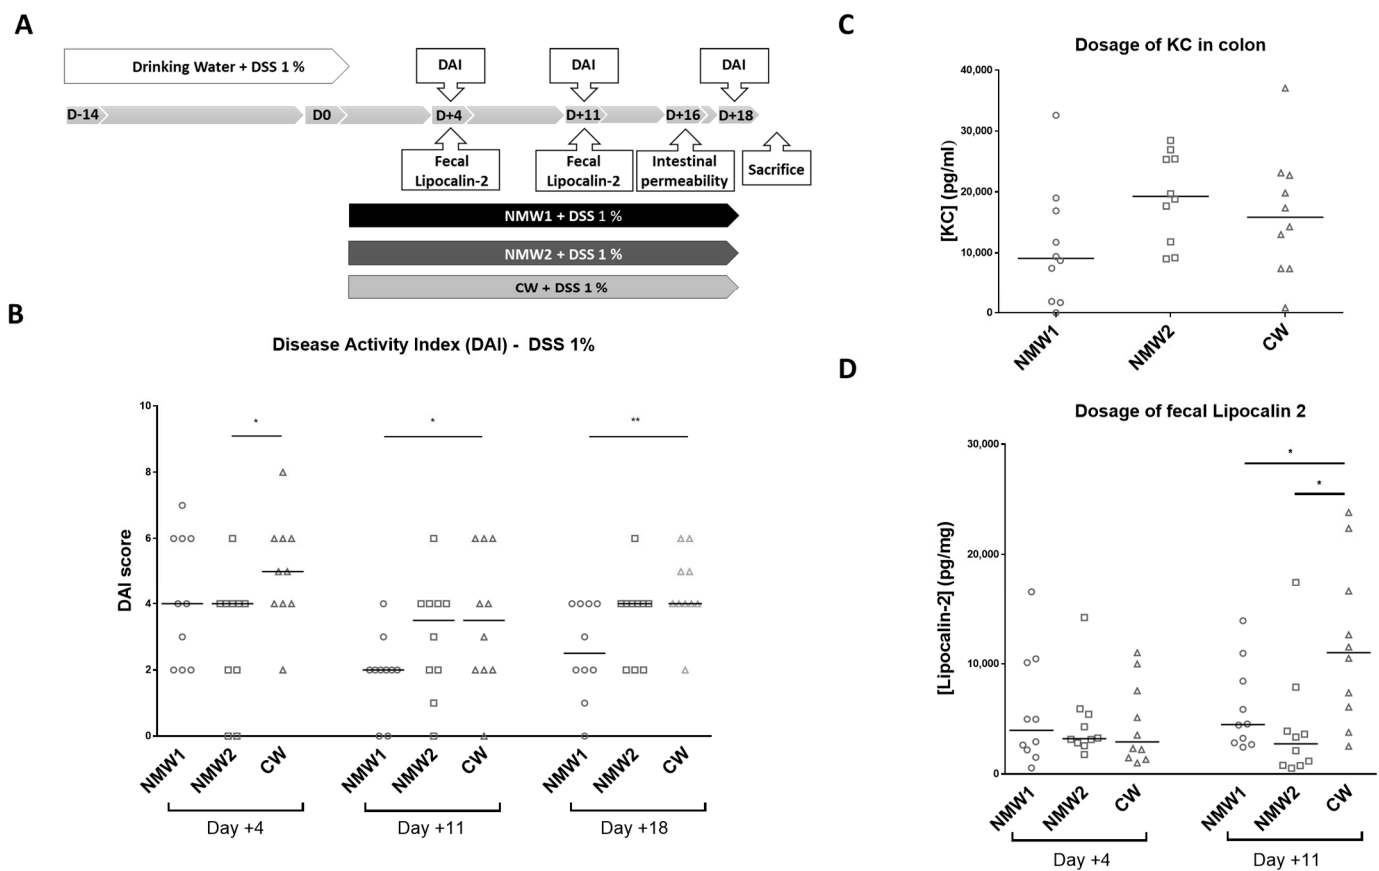 A
Drinking Water + DSS 1 %
DAI
DAI
DAI
D-14
D0
D+4
D+11
D+16
D+18
Fecal
Lipocalin-2
Fecal
Lipocalin-2
Intestinal
permeability
Sacrifice
NMW1 + DSS 1 %
NMW2 + DSS 1 %
CW + DSS 1 %
B
Disease Activity Index (DAI) - DSS 1%
DAI score
10
8
6
4
2
0
*
*
**
NMW1
NMW2
CW
NMW1
NMW2
CW
NMW1
NMW2
CW
Day +4
Day +11
Day +18
C
Dosage of KC in colon
[KC] (pg/ml)
40,000
30,000
20,000
10,000
0
NMW1
NMW2
CW
D
Dosage of fecal Lipocalin 2
[Lipocalin-2] (pg/mg)
30,000
20,000
10,000
0
*
*
NMW1
NMW2
CW
NMW1
NMW2
CW
Day +4
Day +11